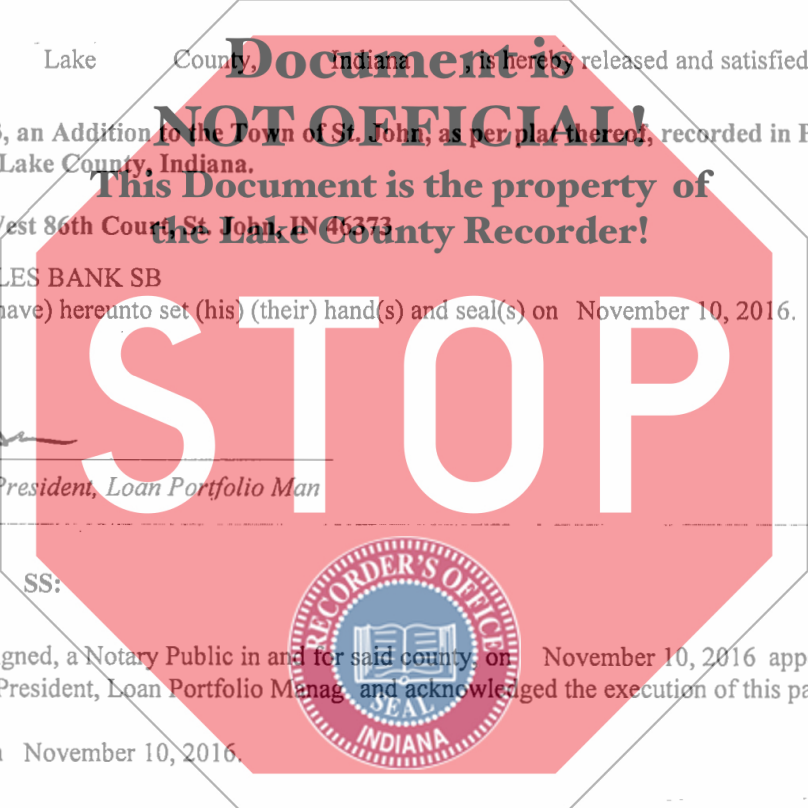 Lake County, Indiana , is hereby released and satisfied
Document is
NOT OFFICIAL!
, an Addition to the Town of St. John, as per plat thereof, recorded in
Lake County, Indiana.
This Document is the property of
86th Court, St. John, IN 46373
the Lake County Recorder!
LES BANK SB
have) hereunto set (his) (their) hand(s) and seal(s) on November 10, 2016.
STOP
President, Loan Portfolio Man
SS:
RECORDER'S OFFICE
SEAL
INDIANA
igned, a Notary Public in and for said county, on November 10, 2016 app
President, Loan Portfolio Manag and acknowledged the execution of this pa
November 10, 2016.